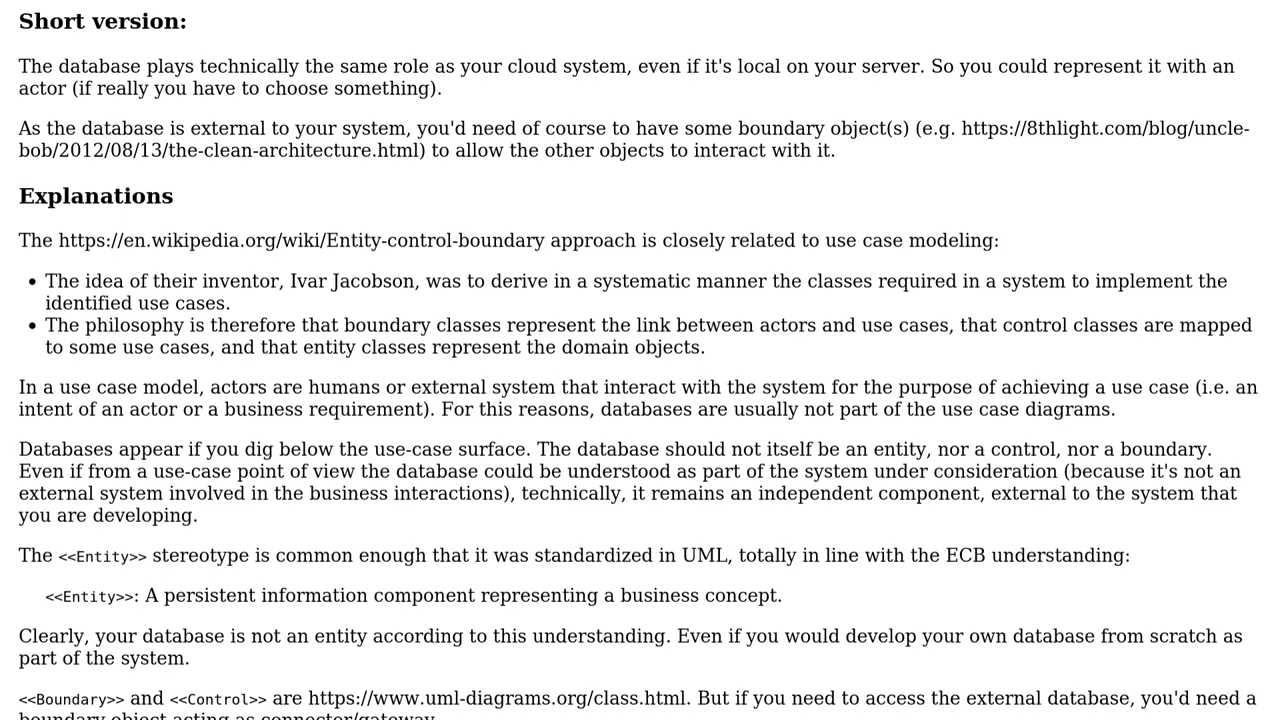 Short version:
The database plays technically the same role as your cloud system, even if it's local on your server. So you could represent it with an
actor (if really you have to choose something).
As the database is external to your system, you'd need of course to have some boundary object(s) (e.g. https://8thlight.com/blog/uncle-
bob/2012/08/13/the-clean-architecture.html) to allow the other objects to interact with it.
Explanations
The https://en.wikipedia.org/wiki/Entity-control-boundary approach is closely related to use case modeling:
• The idea of their inventor, Ivar Jacobson, was to derive in a systematic manner the classes required in a system to implement the
identified use cases.
• The philosophy is therefore that boundary classes represent the link between actors and use cases, that control classes are mapped
to some use cases, and that entity classes represent the domain objects.
In a use case model, actors are humans or external system that interact with the system for the purpose of achieving a use case (i.e. an
intent of an actor or a business requirement). For this reasons, databases are usually not part of the use case diagrams.
Databases appear if you dig below the use-case surface. The database should not itself be an entity, nor a control, nor a boundary.
Even if from a use-case point of view the database could be understood as part of the system under consideration (because it's not an
external system involved in the business interactions), technically, it remains an independent component, external to the system that
you are developing.
The <<Entity>> stereotype is common enough that it was standardized in UML, totally in line with the ECB understanding:
<<Entity>>: A persistent information component representing a business concept.
Clearly, your database is not an entity according to this understanding. Even if you would develop your own database from scratch as
part of the system.
<<Boundary>> and <<Control>> are https://www.uml-diagrams.org/class.html. But if you need to access the external database, you'd need a
boundary object acting as connector/gateway.